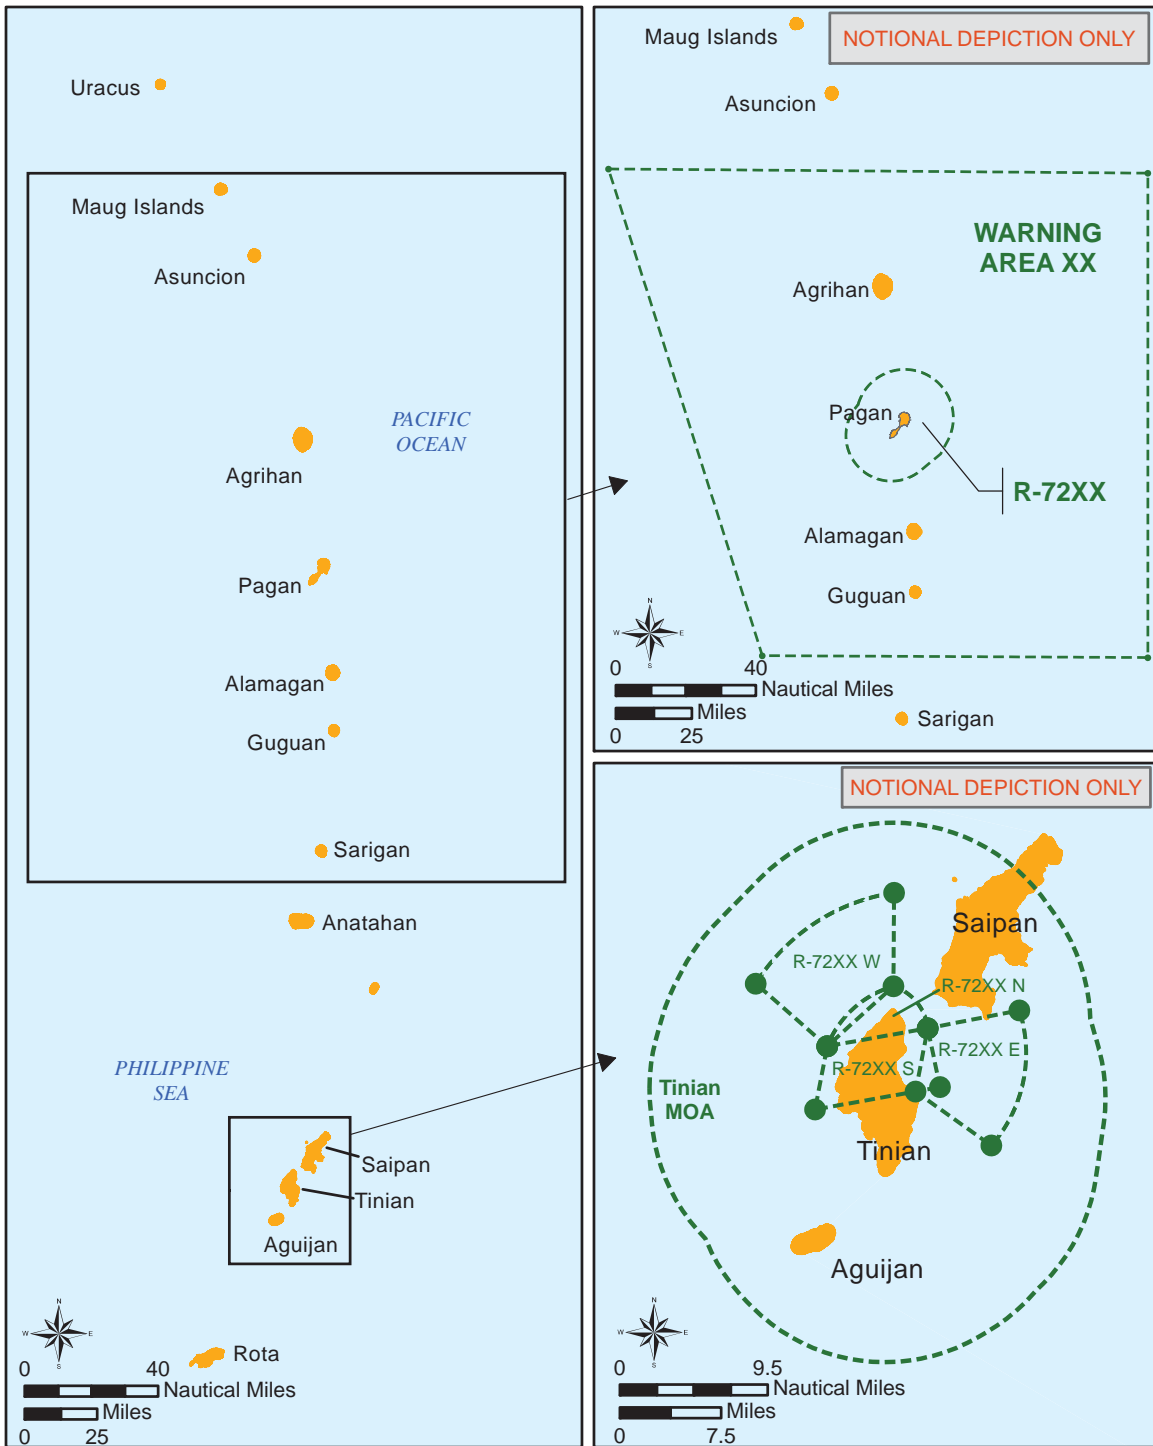 Uracus
Maug Islands
Asuncion
PACIFIC
OCEAN
Agrihan
Pagan
Alamagan
Guguan
Sarigan
Anatahan
PHILIPPINE
SEA
Saipan
Tinian
Aguijan
Rota
N
W E
S
0 40
Nautical Miles
Miles
0 25
NOTIONAL DEPICTION ONLY
Maug Islands
Asuncion
WARNING
AREA XX
Agrihan
Pagan
R-72XX
Alamagan
Guguan
N
W E
S
0 40
Nautical Miles
Miles
0 25
Sarigan
NOTIONAL DEPICTION ONLY
Saipan
R-72XX W
R-72XX N
R-72XX E
R-72XX S
Tinian
MOA
Tinian
Aguijan
N
W E
S
0 9.5
Nautical Miles
Miles
0 7.5